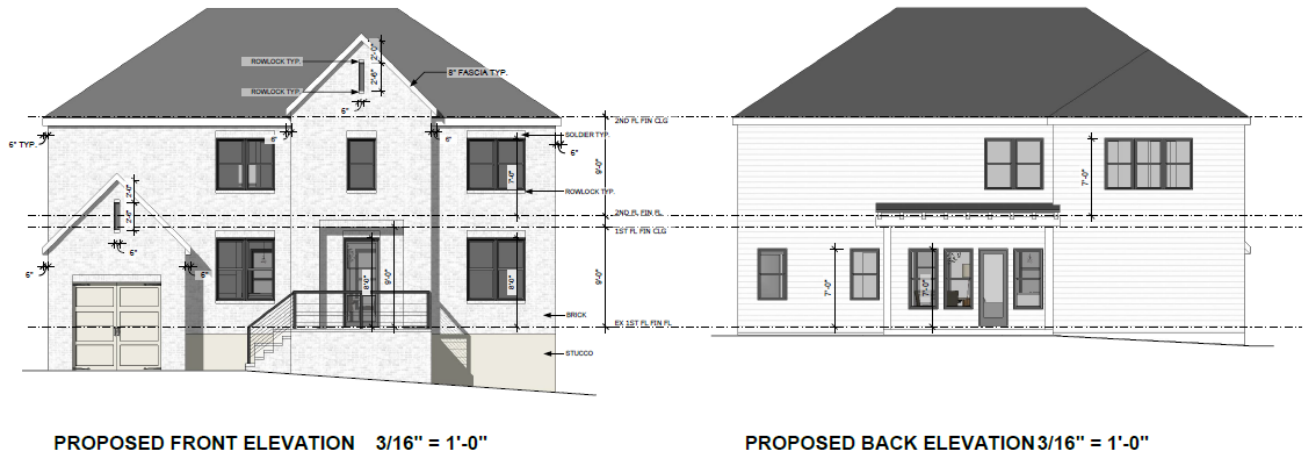 ROWLOCK TYP.
2'-0"
2'-6"
8" FASCIA TYP.
ROWLOCK TYP.
6"
2ND FL FIN CLG
6" TYP.
6"
6"
SOLDIER TYP.
6"
9'-0"
7'-0"
7'-0"
2'-0"
ROWLOCK TYP.
2'-6"
2ND FL FIN FL
1ST FL FIN CLG
6"
6"
6"
8'-0"
9'-0"
8'-0"
9'-0"
7'-0"
7'-0"
BRICK
EX 1ST FL FIN FL
STUCCO
PROPOSED FRONT ELEVATION 3/16" = 1'-0"
PROPOSED BACK ELEVATION 3/16" = 1'-0"